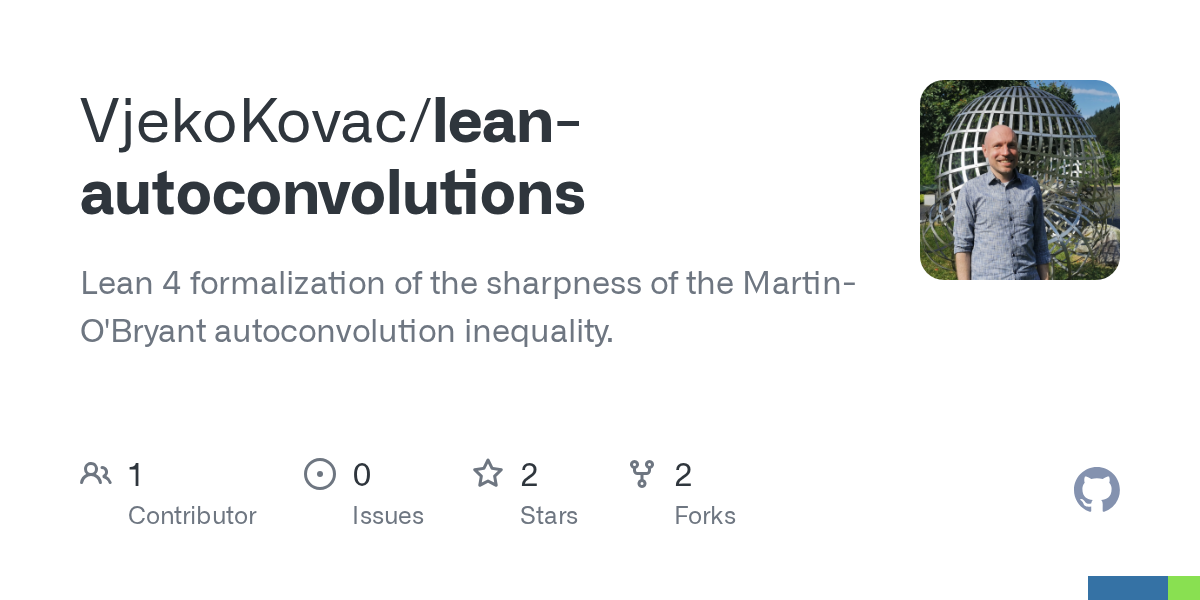 VjekoKovac/lean-
autoconvolutions
Lean 4 formalization of the sharpness of the Martin-
O'Bryant autoconvolution inequality.
1
Contributor
0
Issues
2
Stars
2
Forks